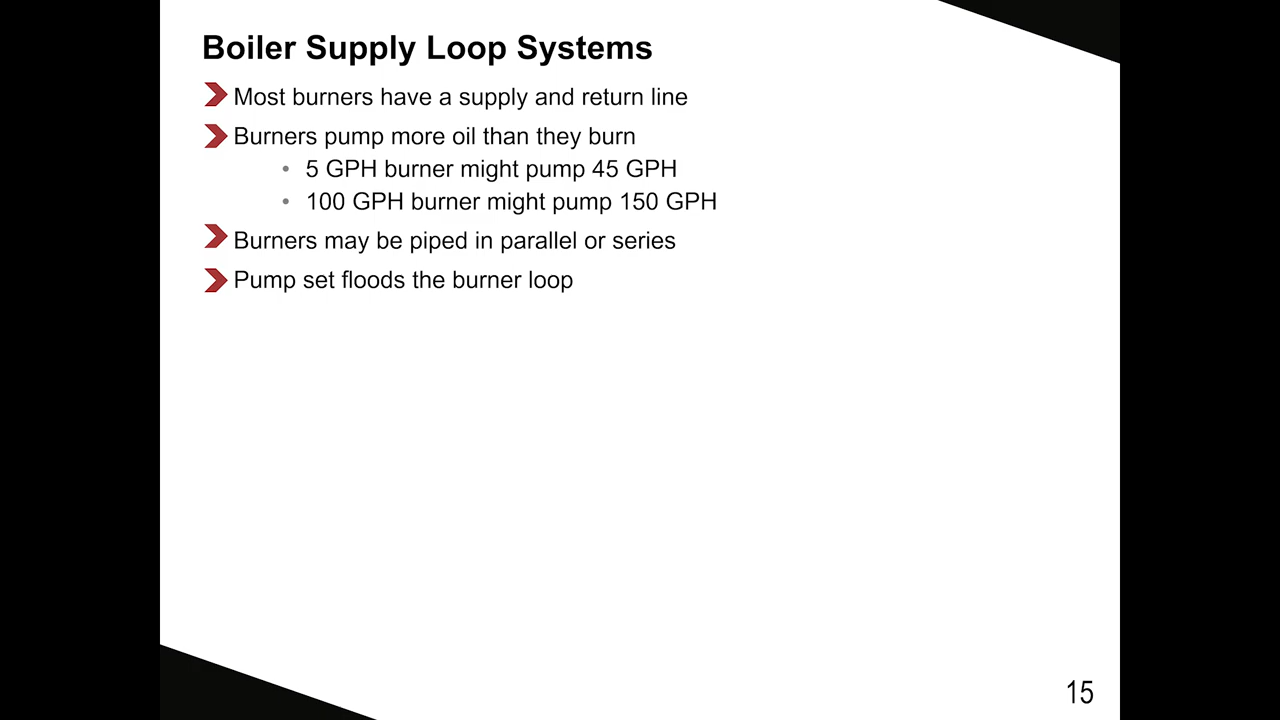 Boiler Supply Loop Systems
Most burners have a supply and return line
Burners pump more oil than they burn
• 5 GPH burner might pump 45 GPH
• 100 GPH burner might pump 150 GPH
Burners may be piped in parallel or series
Pump set floods the burner loop
15